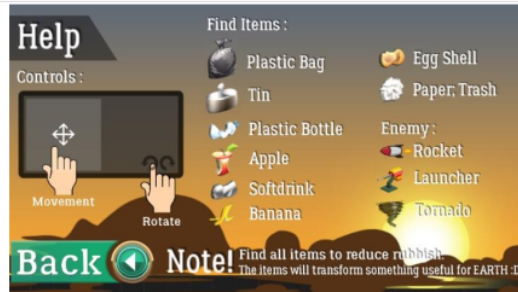 Help
Controls :
Movement
Rotate
Find Items :
Plastic Bag
Tin
Plastic Bottle
Apple
Softdrink
Banana
Egg Shell
Paper; Trash
Enemy :
Rocket
Launcher
Tornado
Back
Note! Find all items to reduce rubbish.
The items will transform something useful for EARTH :D